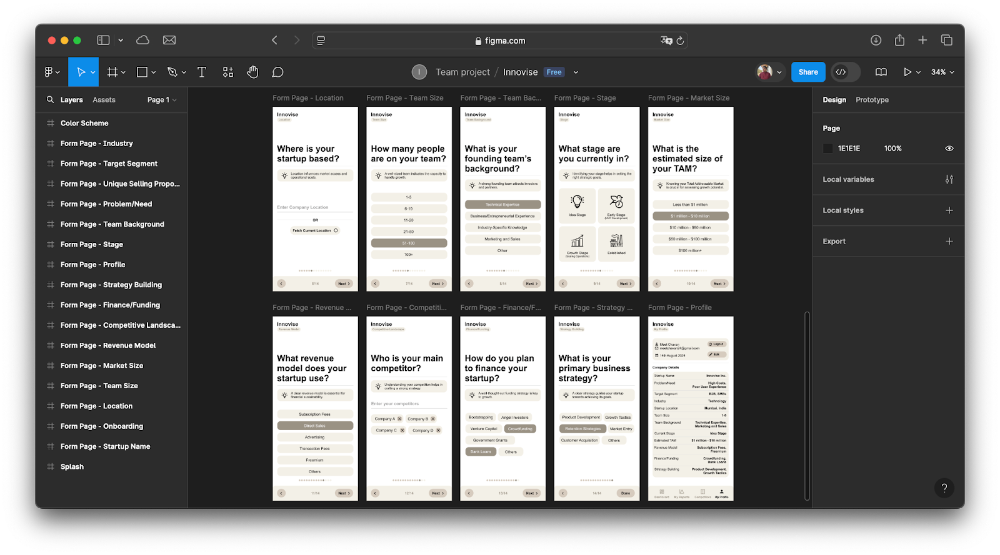 figma.com
Team project / Innovise Free
Share
34%
Layers
Assets
Page 1
Color Scheme
Form Page - Industry
Form Page - Target Segment
Form Page - Unique Selling Propo...
Form Page - Problem/Need
Form Page - Team Background
Form Page - Stage
Form Page - Profile
Form Page - Strategy Building
Form Page - Finance/Funding
Form Page - Competitive Landsca...
Form Page - Revenue Model
Form Page - Market Size
Form Page - Team Size
Form Page - Location
Form Page - Onboarding
Form Page - Startup Name
Splash
Form Page - Location
Innovise
Location
Where is your
startup based?
Location influences market access and
operational costs.
Enter Company Location
OR
Fetch Current Location
6/14
Next >
Form Page - Team Size
Innovise
Team Size
How many people
are on your team?
A well-sized team indicates the capacity to
handle growth.
1-5
6-10
11-20
21-50
51-100
100+
7/14
Next >
Form Page - Team Bac...
Innovise
Team Background
What is your
founding team's
background?
A strong founding team attracts investors
and partners.
Technical Expertise
Business/Entrepreneurial Experience
Industry-Specific Knowledge
Marketing and Sales
Other
8/14
Next >
Form Page - Stage
Innovise
Stage
What stage are
you currently in?
Identifying your stage helps in setting the
right strategic goals.
Idea Stage
Early Stage
(MVP Development)
Growth Stage
(Scaling Operations)
Established
9/14
Next >
Form Page - Market Size
Innovise
Market Size
What is the
estimated size of
your TAM?
Knowing your Total Addressable Market
is crucial for assessing growth potential.
Less than $1 million
$1 million - $10 million
$10 million - $50 million
$50 million - $100 million
$100 million+
10/14
Next >
Form Page - Revenue ...
Innovise
Revenue Model
What revenue
model does your
startup use?
A clear revenue model is essential for
financial sustainability.
Subscription Fees
Direct Sales
Advertising
Transaction Fees
Freemium
Others
11/14
Next >
Form Page - Competiti...
Innovise
Competitive Landscape
Who is your main
competitor?
Understanding your competition helps in
crafting a strong strategy.
Enter your competitors
Company A
Company B
Company C
Company D
12/14
Next >
Form Page - Finance/F...
Innovise
Finance/Funding
How do you plan
to finance your
startup?
A well-thought-out funding strategy is key
to growth.
Bootstrapping
Angel Investors
Venture Capital
Crowdfunding
Government Grants
Bank Loans
Others
13/14
Next >
Form Page - Strategy ...
Innovise
Strategy Building
What is your
primary business
strategy?
A clear strategy guides your startup
towards achieving its goals.
Product Development
Growth Tactics
Retention Strategies
Market Entry
Customer Acquisition
Others
14/14
Done
Form Page - Profile
Innovise
My Profile
Meet Chavan
Logout
meetchavan24@gmail.com
14th August 2024
Edit
Company Details
Startup Name Innovise Inc.
Problem/Need High Costs,
Poor User Experience
Target Segment B2B, SMEs
Industry Technology
Startup Location Mumbai, India
Team Size 1-5
Team Background Technical Expertise,
Marketing and Sales
Current Stage Idea Stage
Estimated TAM $1 million - $10 million
Revenue Model Subscription Fees,
Freemium
Finance/Funding Crowdfunding,
Bank Loans
Strategy Building Product Development,
Growth Tactics
Dashboard
My Reports
Competitors
My Profile
Design
Prototype
Page
1E1E1E
100%
Local variables
Local styles
Export
?